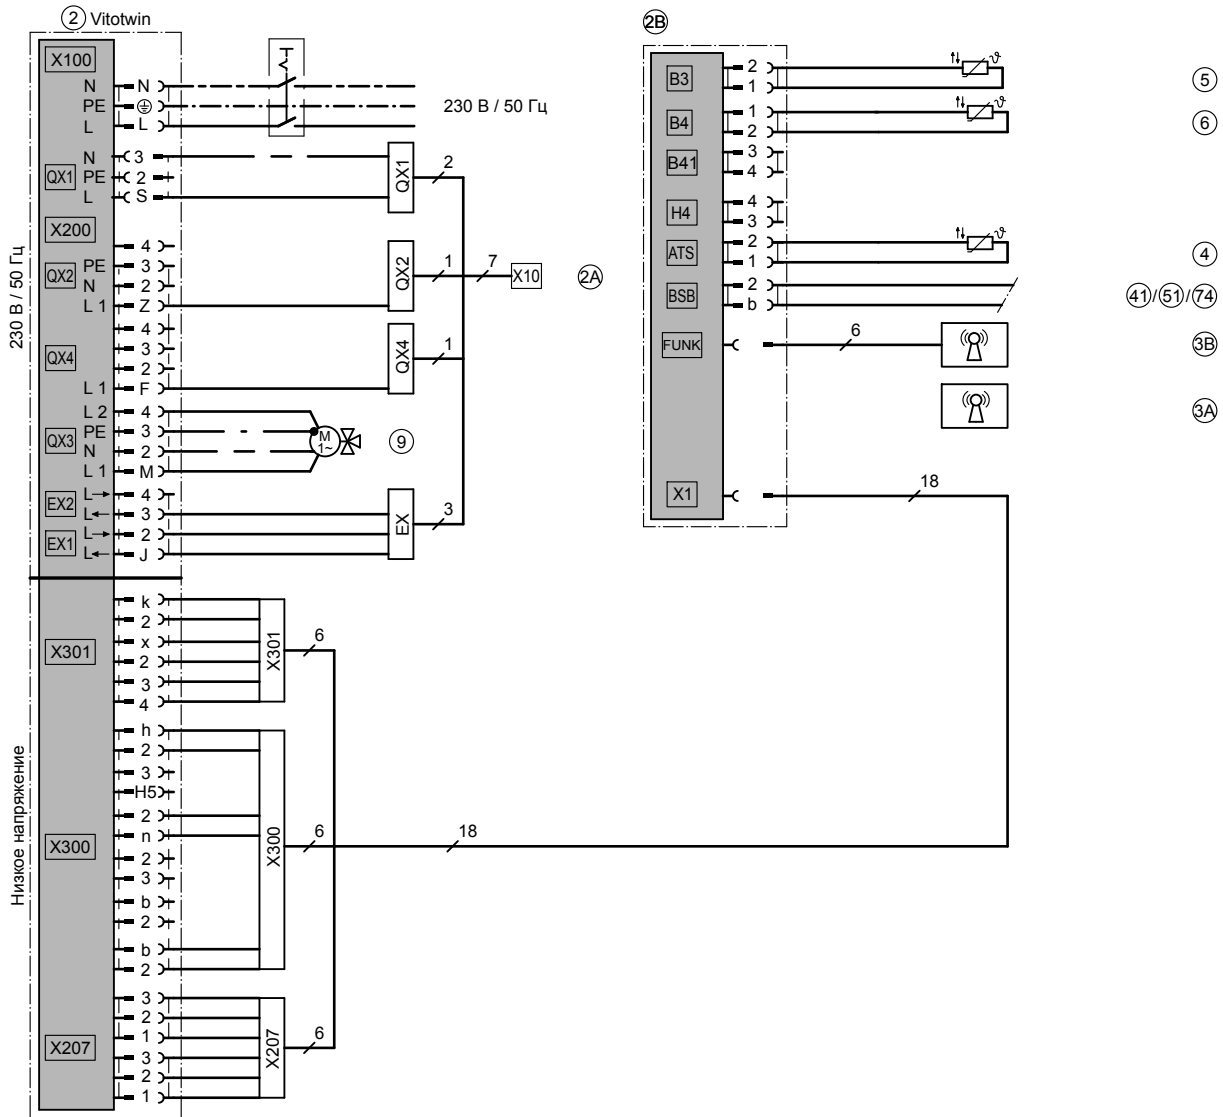 2 Vitotwin
2B
X100
N N
PE
L L
230 В / 50 Гц
N 3
QX1 PE 2
L S
QX1
2
X200
4
PE 3
QX2 N 2
L 1 Z
QX2
1
7
X10
2A
4
3
QX4 2
L 1 F
QX4
1
L 2 4
PE 3
QX3 N 2
L 1 M
M
1~
9
EX2 L 4
L 3
EX1 L 2
L J
EX
3
230 В / 50 Гц
k
2
x
X301 2
3
4
X301
6
h
2
3
H5
2
n
X300 2
3
b
2
b
2
X300
6
18
3
2
1
X207 3
2
1
X207
6
Низкое напряжение
B3 2
1
5
B4 1
2
6
B41 3
4
H4 4
3
ATS 2
1
4
BSB 2
b
41/51/74
FUNK
6
3B
3A
X1
18
ϑ
ϑ
ϑ